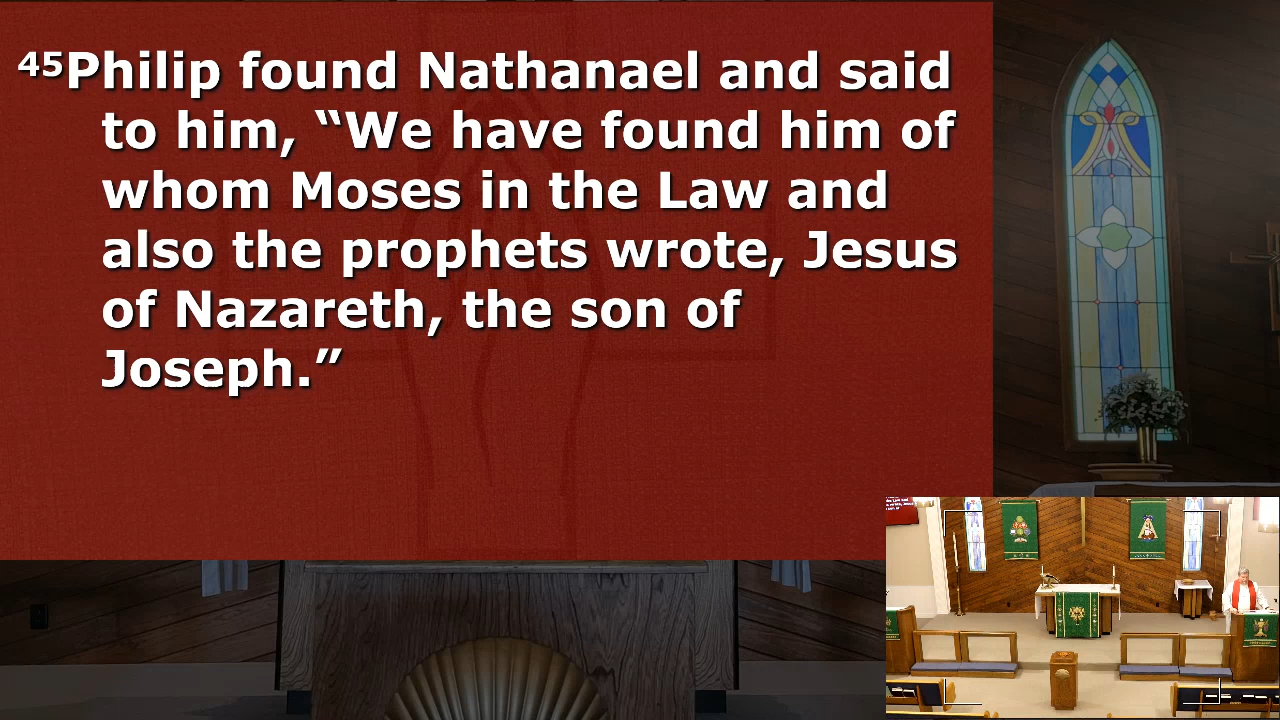 ⁴⁵Philip found Nathanael and said
to him, “We have found him of
whom Moses in the Law and
also the prophets wrote, Jesus
of Nazareth, the son of
Joseph.”